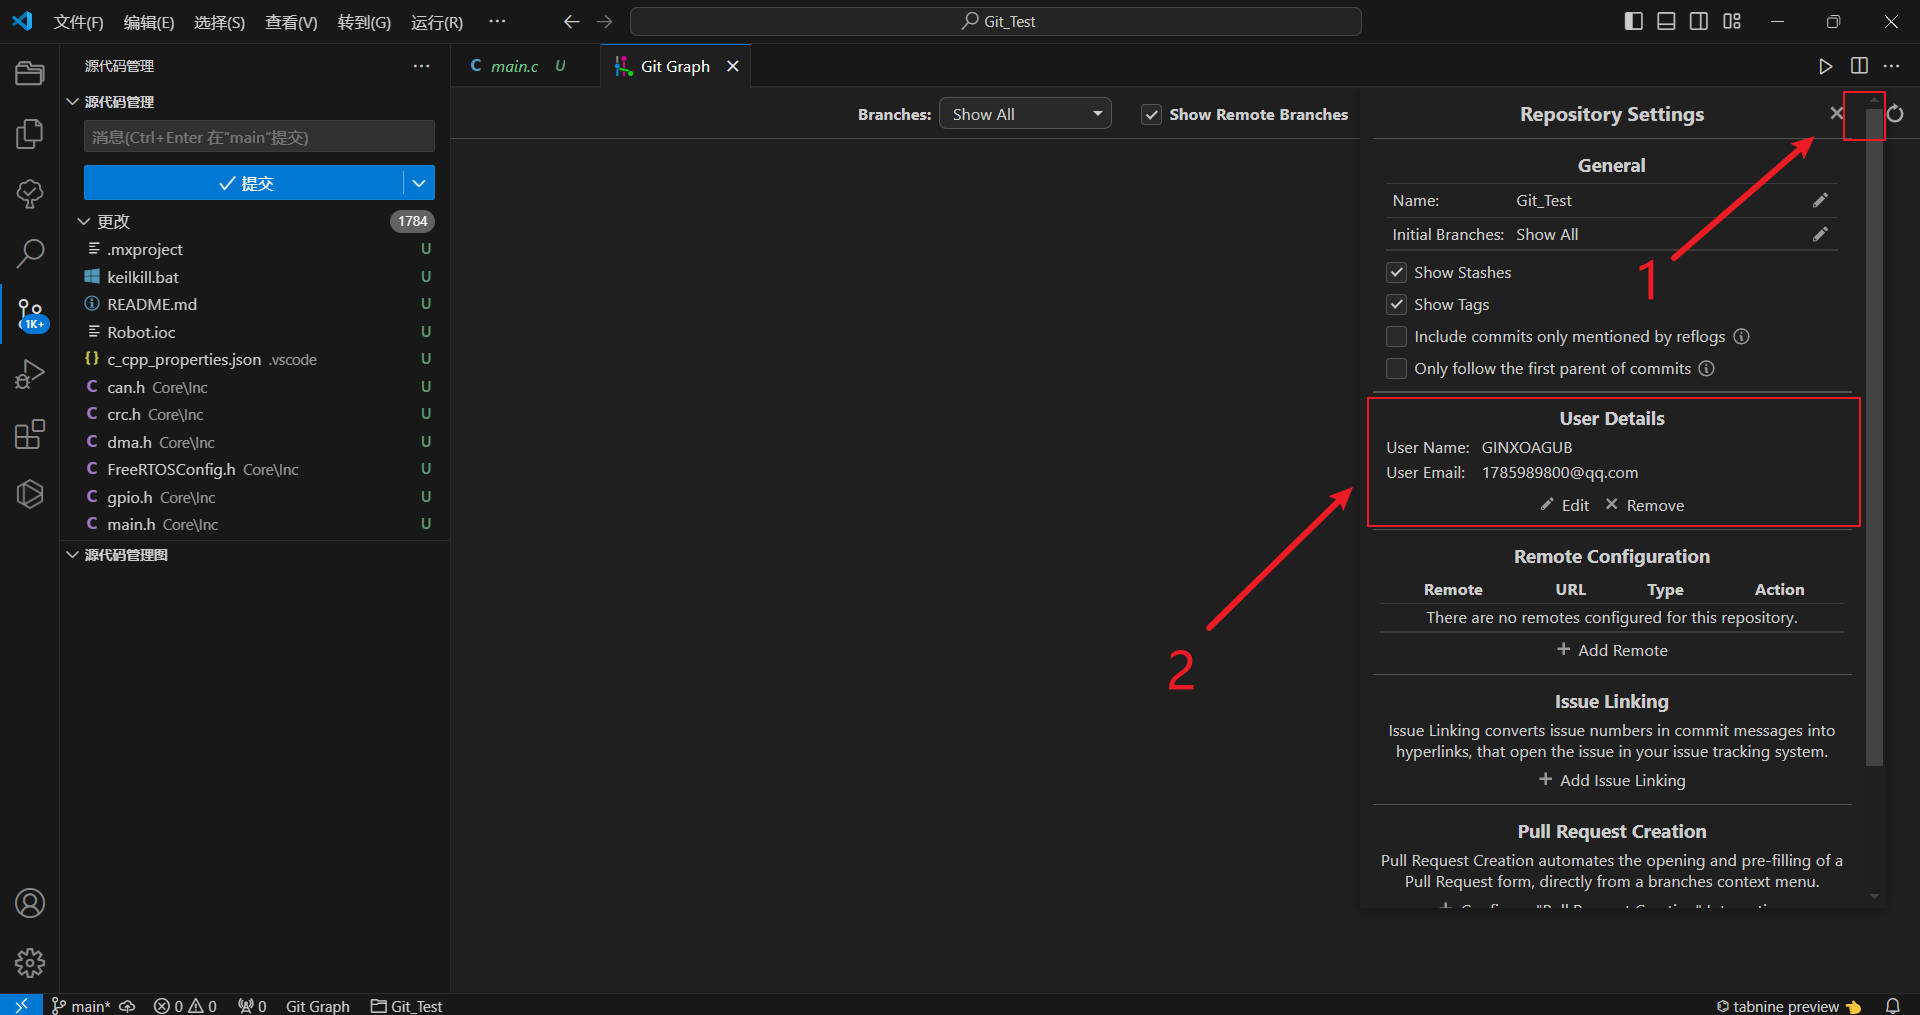 文件(F) 编辑(E) 选择(S) 查看(V) 转到(G) 运行(R) ··· Git_Test
源代码管理 ···
源代码管理
消息(Ctrl+Enter 在"main"提交)
提交
更改 1784
.mxproject U
keilkill.bat U
README.md U
Robot.ioc U
c_cpp_properties.json .vscode U
can.h Core\Inc U
crc.h Core\Inc U
dma.h Core\Inc U
FreeRTOSConfig.h Core\Inc U
gpio.h Core\Inc U
main.h Core\Inc U
源代码管理图
1K+
C main.c U Git Graph
Branches: Show All Show Remote Branches
Repository Settings
General
Name: Git_Test
Initial Branches: Show All
Show Stashes
Show Tags
Include commits only mentioned by reflogs
Only follow the first parent of commits
1
User Details
User Name: GINXOAGUB
User Email: 1785989800@qq.com
Edit Remove
2
Remote Configuration
Remote URL Type Action
There are no remotes configured for this repository.
Add Remote
Issue Linking
Issue Linking converts issue numbers in commit messages into
hyperlinks, that open the issue in your issue tracking system.
Add Issue Linking
Pull Request Creation
Pull Request Creation automates the opening and pre-filling of a
Pull Request form, directly from a branches context menu.
main* 0 0 0 Git Graph Git_Test tabnine preview